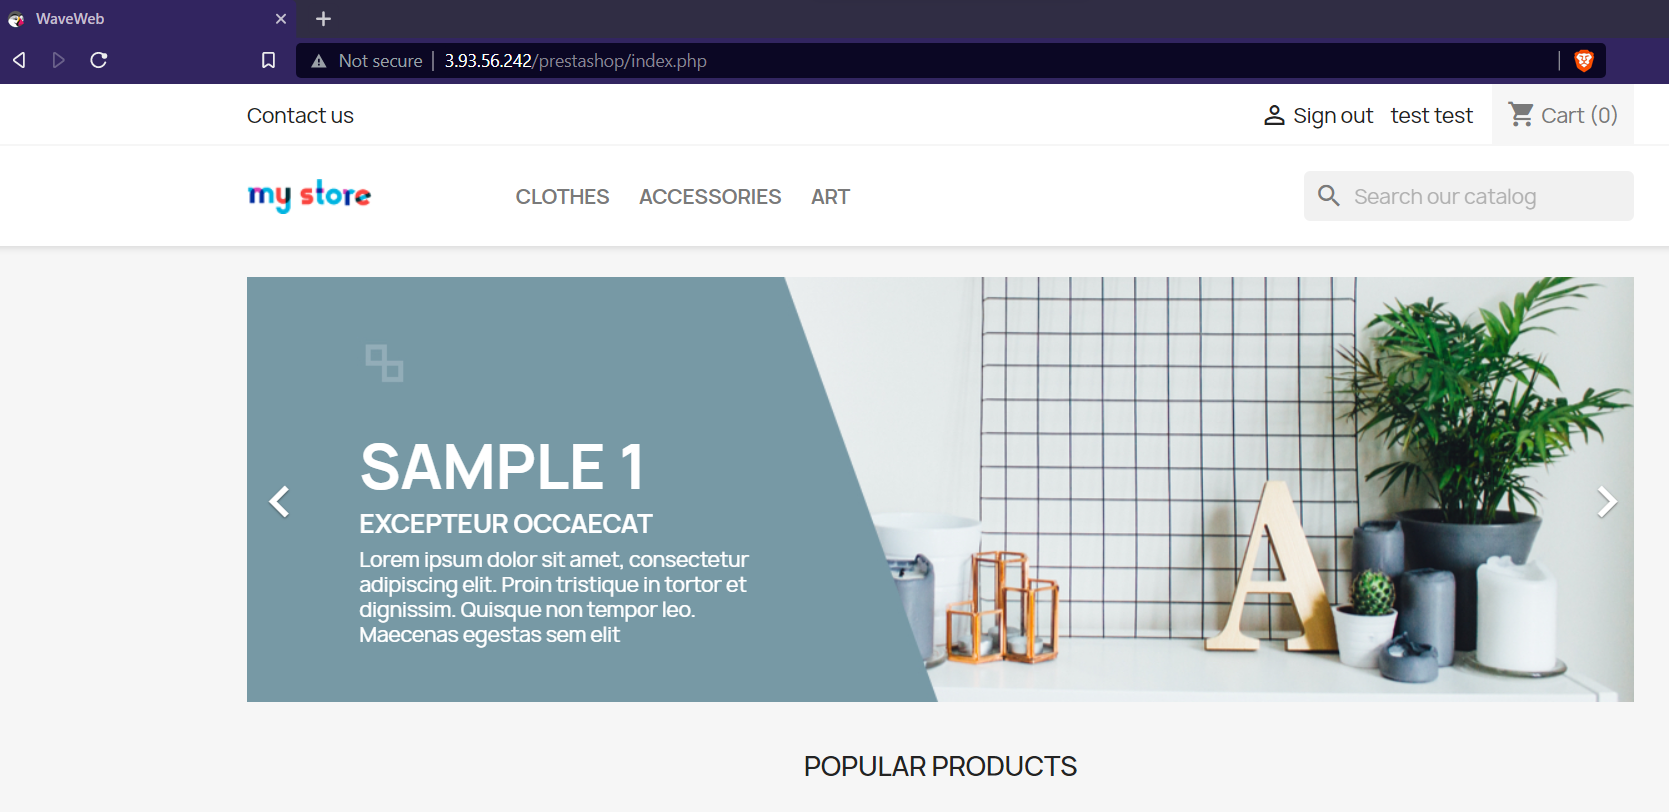 WaveWeb
Not secure | 3.93.56.242/prestashop/index.php
Contact us
Sign out test test Cart (0)
my store
CLOTHES ACCESSORIES ART
Search our catalog
SAMPLE 1
EXCEPTEUR OCCAECAT
Lorem ipsum dolor sit amet, consectetur
adipiscing elit. Proin tristique in tortor et
dignissim. Quisque non tempor leo.
Maecenas egestas sem elit
A
POPULAR PRODUCTS